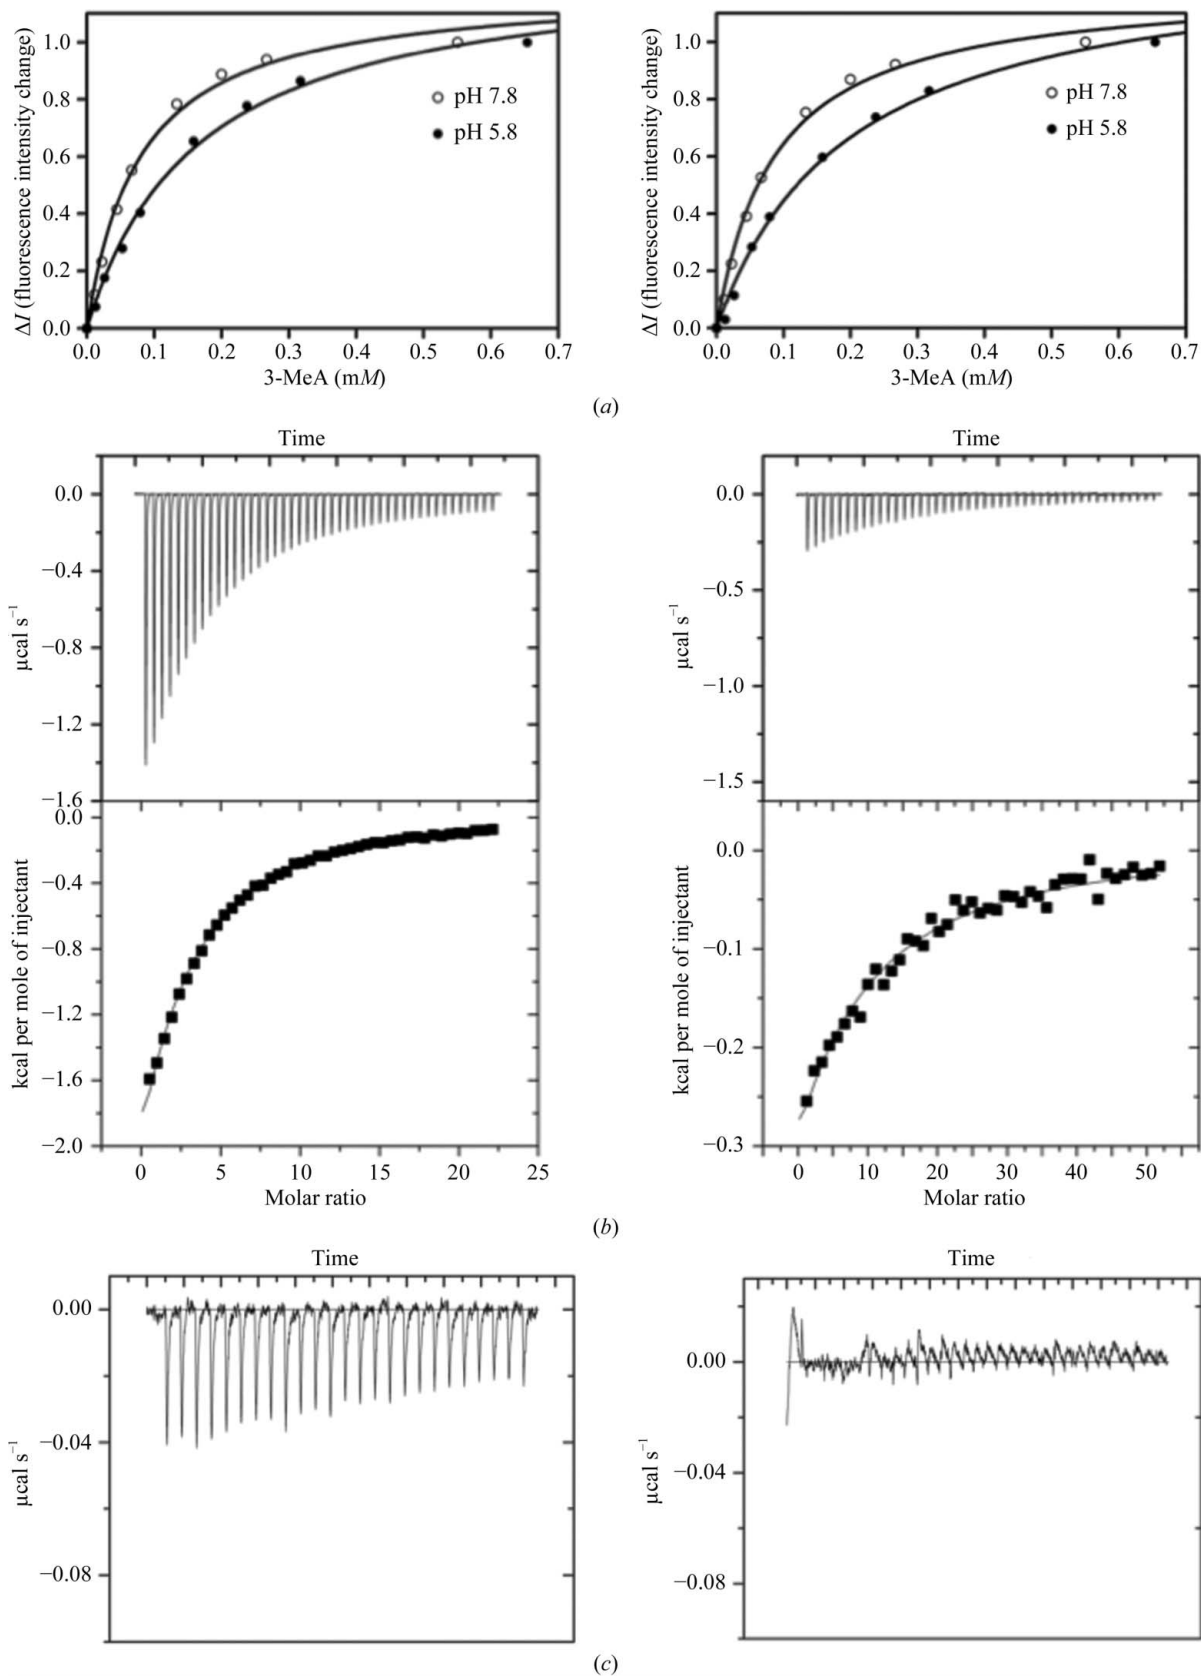 ΔI (fluorescence intensity change)
1.0
0.8
0.6
0.4
0.2
0.0
pH 7.8
pH 5.8
0.0 0.1 0.2 0.3 0.4 0.5 0.6 0.7
3-MeA (mM)
ΔI (fluorescence intensity change)
1.0
0.8
0.6
0.4
0.2
0.0
pH 7.8
pH 5.8
0.0 0.1 0.2 0.3 0.4 0.5 0.6 0.7
3-MeA (mM)
(a)
Time
µcal s⁻¹
0.0
−0.4
−0.8
−1.2
−1.6
kcal per mole of injectant
0.0
−0.4
−0.8
−1.2
−1.6
−2.0
0 5 10 15 20 25
Molar ratio
Time
µcal s⁻¹
0.0
−0.5
−1.0
−1.5
kcal per mole of injectant
0.0
−0.1
−0.2
−0.3
0 10 20 30 40 50
Molar ratio
(b)
Time
µcal s⁻¹
0.00
−0.04
−0.08
Time
µcal s⁻¹
0.00
−0.04
−0.08
(c)